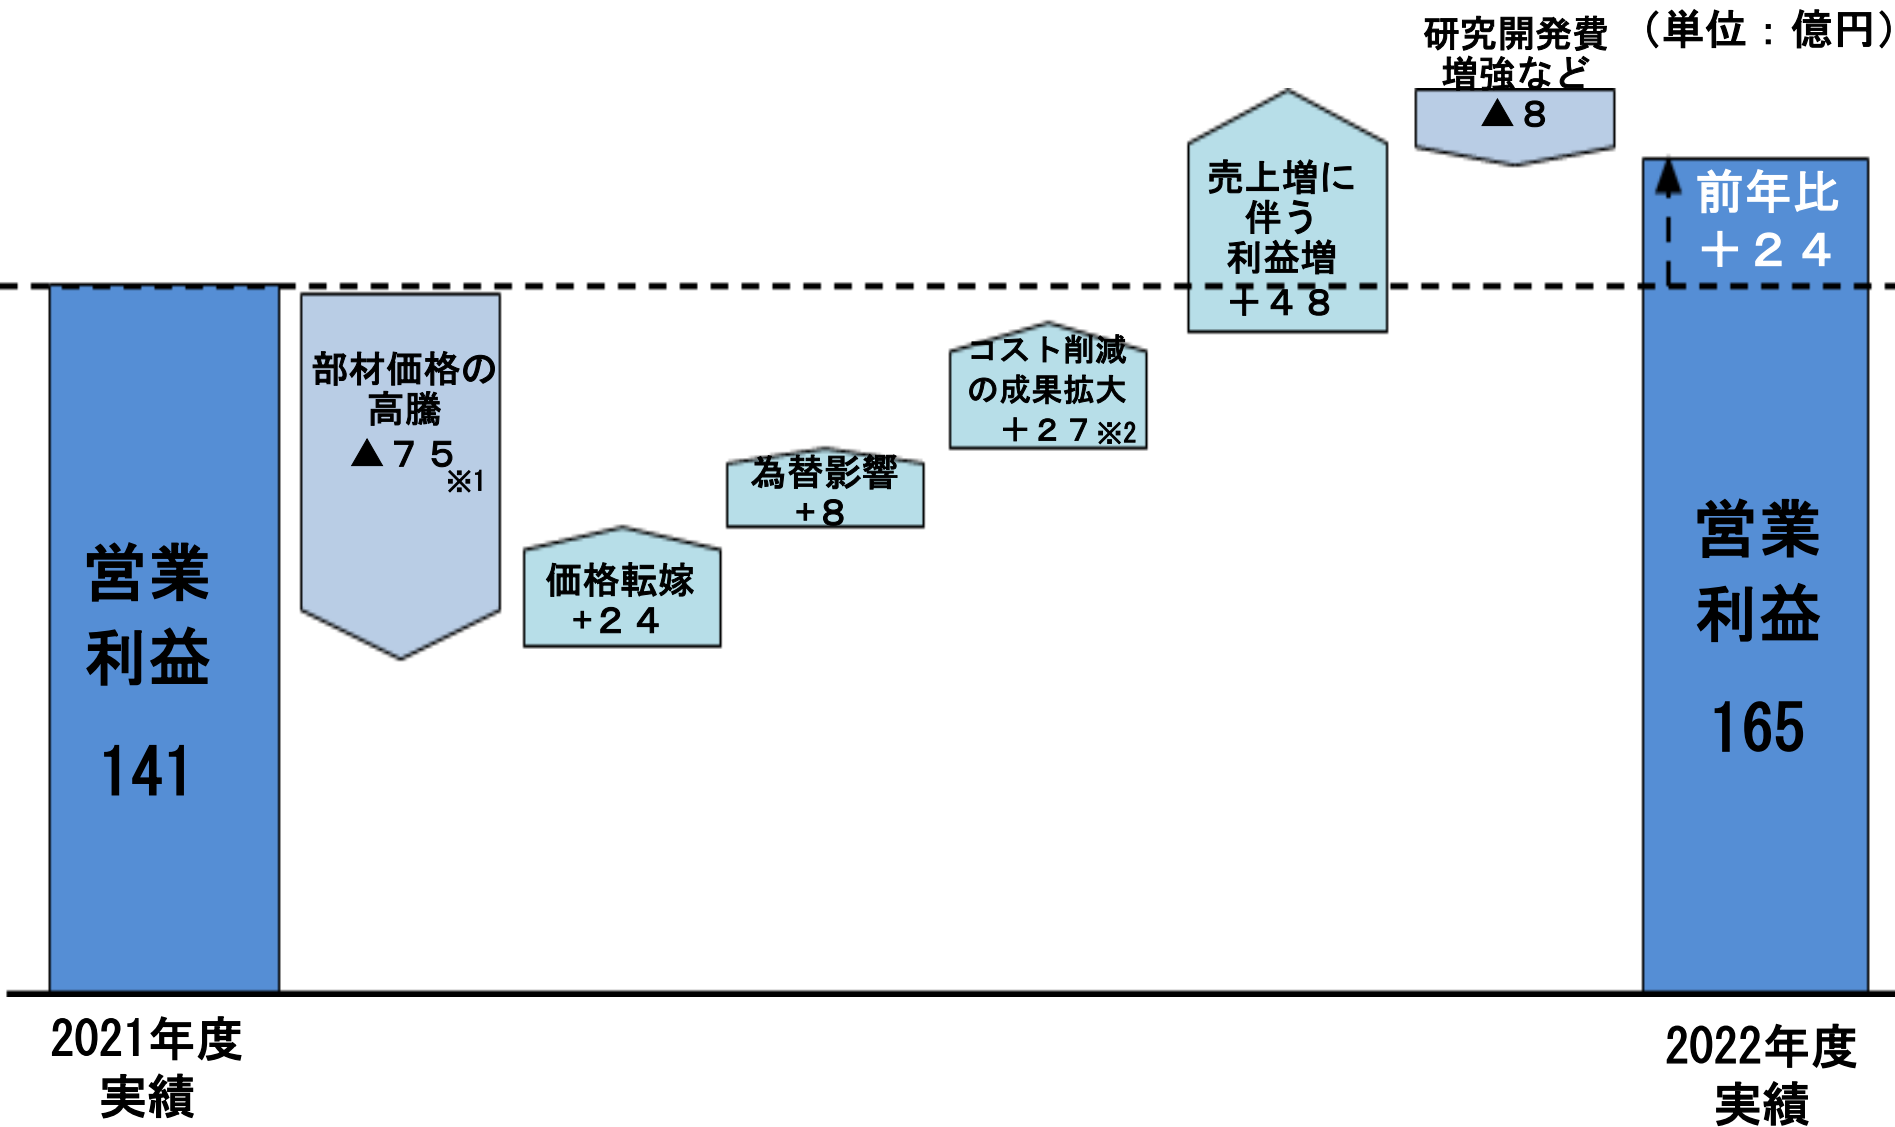 (単位：億円)
研究開発費
増強など
▲８
売上増に
伴う
利益増
＋４８
前年比
＋２４
部材価格の
高騰
▲７５
※1
コスト削減
の成果拡大
＋２７※2
為替影響
+８
価格転嫁
+２４
営業
利益
141
営業
利益
165
2021年度
実績
2022年度
実績